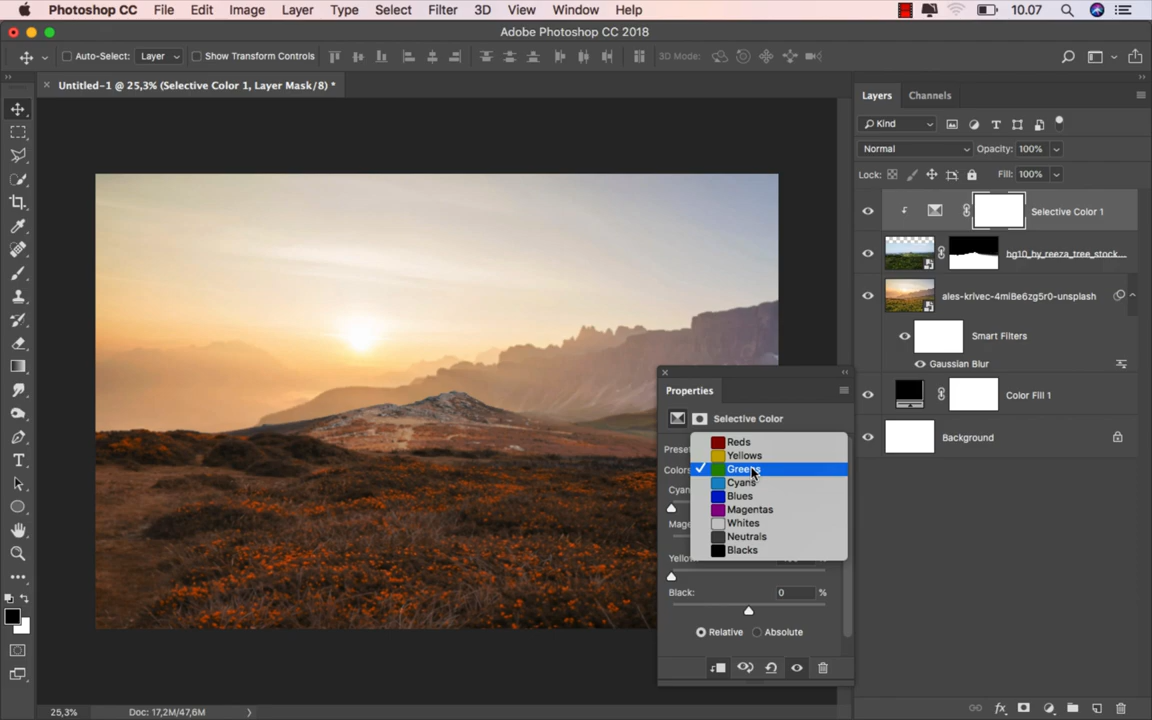 Photoshop CC File Edit Image Layer Type Select Filter 3D View Window Help 10.07
Adobe Photoshop CC 2018
Auto-Select: Layer Show Transform Controls 3D Mode:
Untitled-1 @ 25,3% (Selective Color 1, Layer Mask/8) *
Layers Channels
Kind
Normal Opacity: 100%
Lock: Fill: 100%
Selective Color 1
bg10_by_reeza_tree_stock...
ales-krivec-4miBe6zg5r0-unsplash
Smart Filters
Gaussian Blur
Color Fill 1
Background
Properties
Selective Color
Preset
Colors
Cyan
Mage
Yellow
Reds
Yellows
Greens
Cyans
Blues
Magentas
Whites
Neutrals
Blacks
Black: 0 %
Relative Absolute
25,3% Doc: 17,2M/47,6M